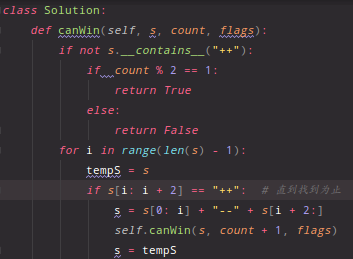 class Solution:
def canWin(self, s, count, flags):
if not s.__contains__("++"):
if count % 2 == 1:
return True
else:
return False
for i in range(len(s) - 1):
tempS = s
if s[i: i + 2] == "++": # 直到找到为止
s = s[0: i] + "--" + s[i + 2:]
self.canWin(s, count + 1, flags)
s = tempS